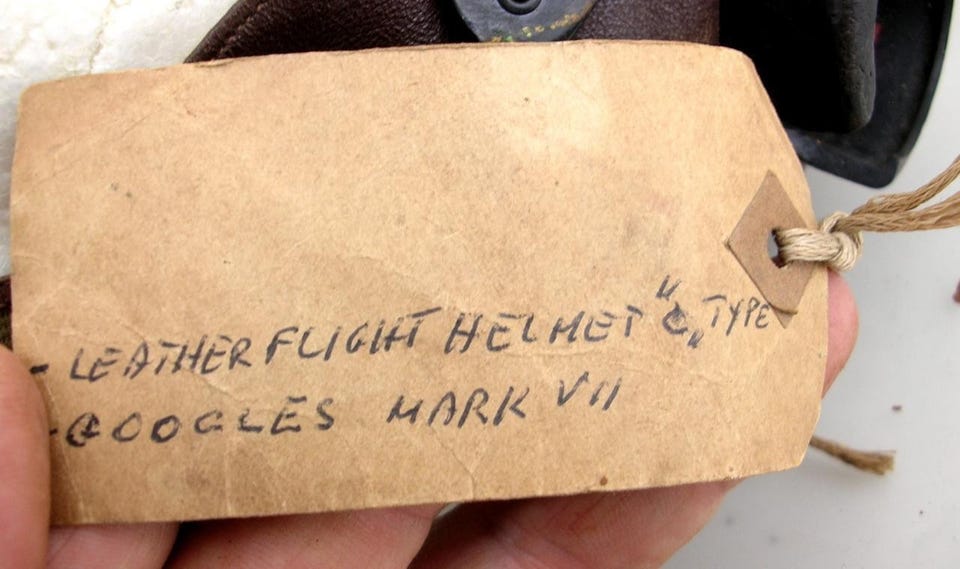 - LEATHER FLIGHT HELMET "C„ TYPE
- GOOGLES MARK VII